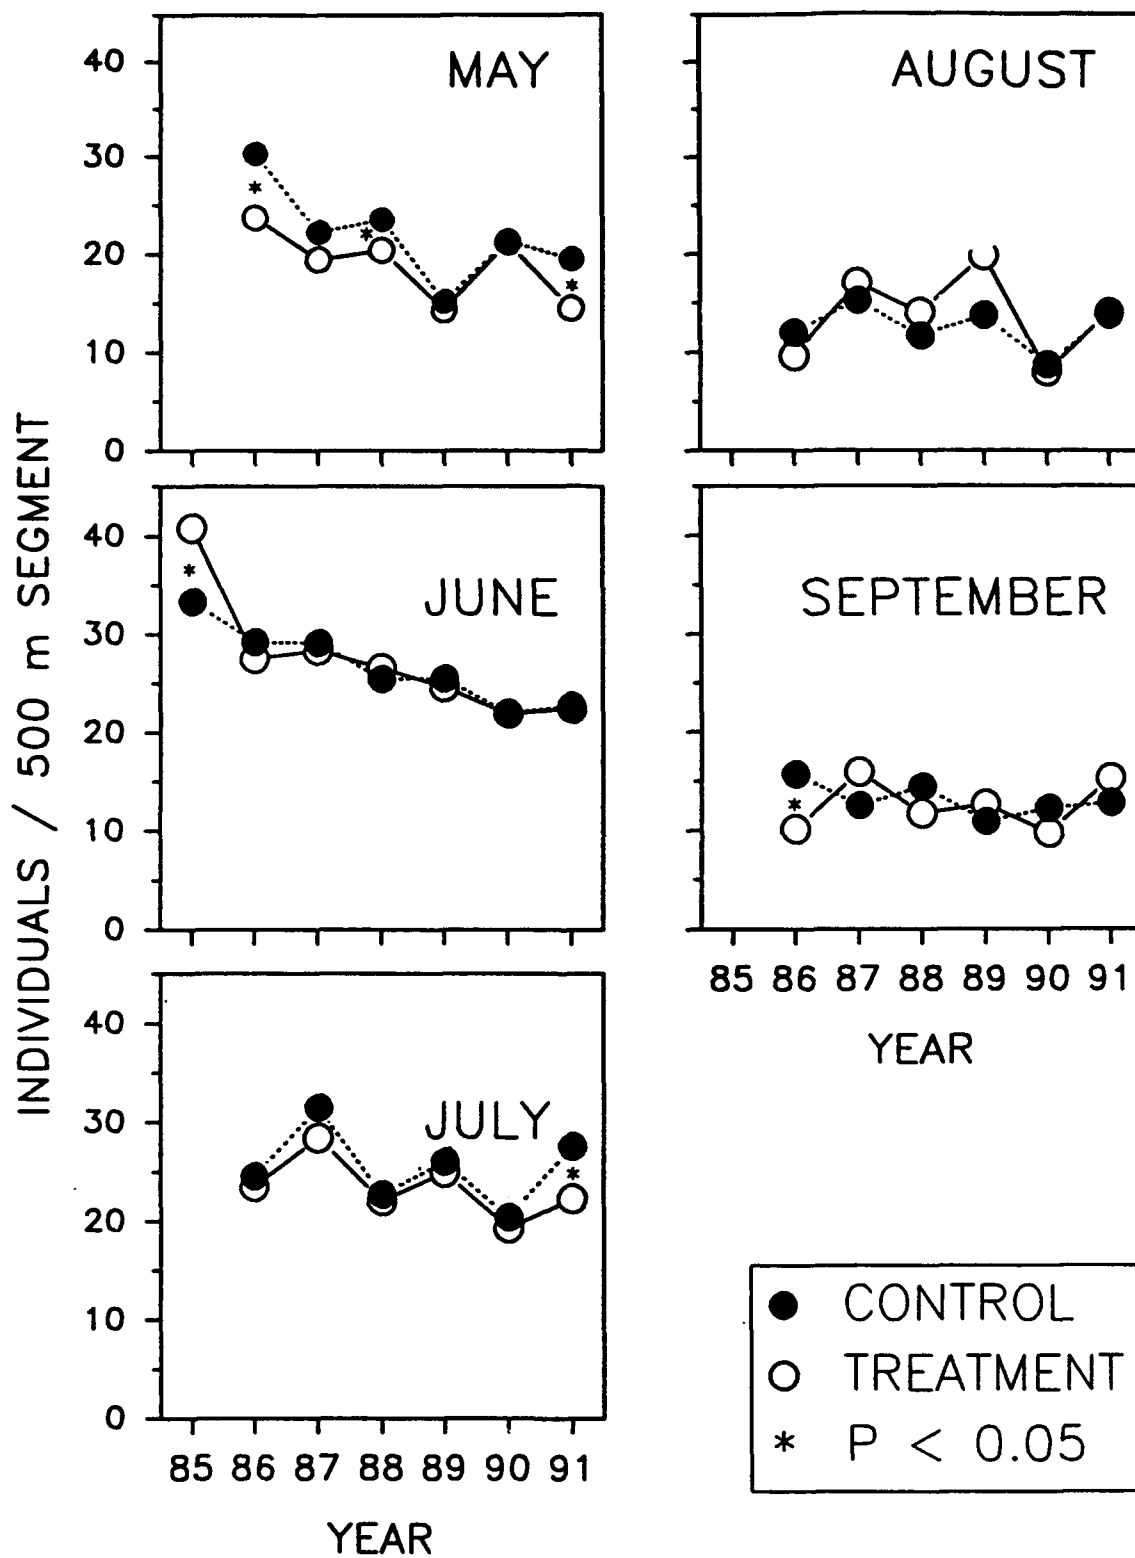 INDIVIDUALS / 500 m SEGMENT
MAY
40
30
20
10
0
*
*
*
AUGUST
JUNE
40
30
20
10
0
*
SEPTEMBER
*
85 86 87 88 89 90 91
YEAR
JULY
40
30
20
10
0
*
85 86 87 88 89 90 91
YEAR
CONTROL
TREATMENT
* P < 0.05